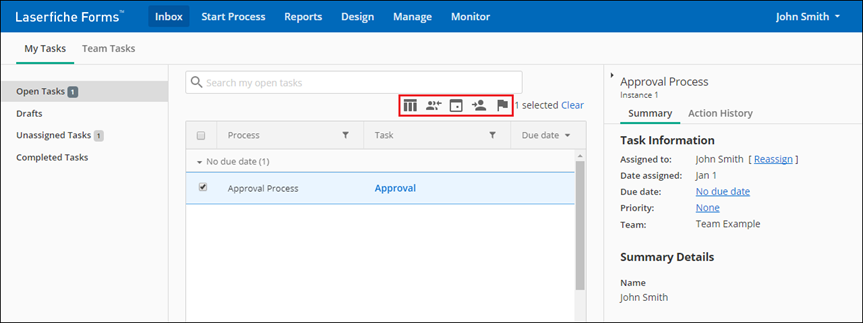 Laserfiche Forms™ Inbox Start Process Reports Design Manage Monitor John Smith
My Tasks Team Tasks
Open Tasks 1
Drafts
Unassigned Tasks 1
Completed Tasks
Search my open tasks
1 selected Clear
Process Task Due date
No due date (1)
Approval Process Approval
Approval Process
Instance 1
Summary Action History
Task Information
Assigned to: John Smith [ Reassign ]
Date assigned: Jan 1
Due date: No due date
Priority: None
Team: Team Example
Summary Details
Name
John Smith